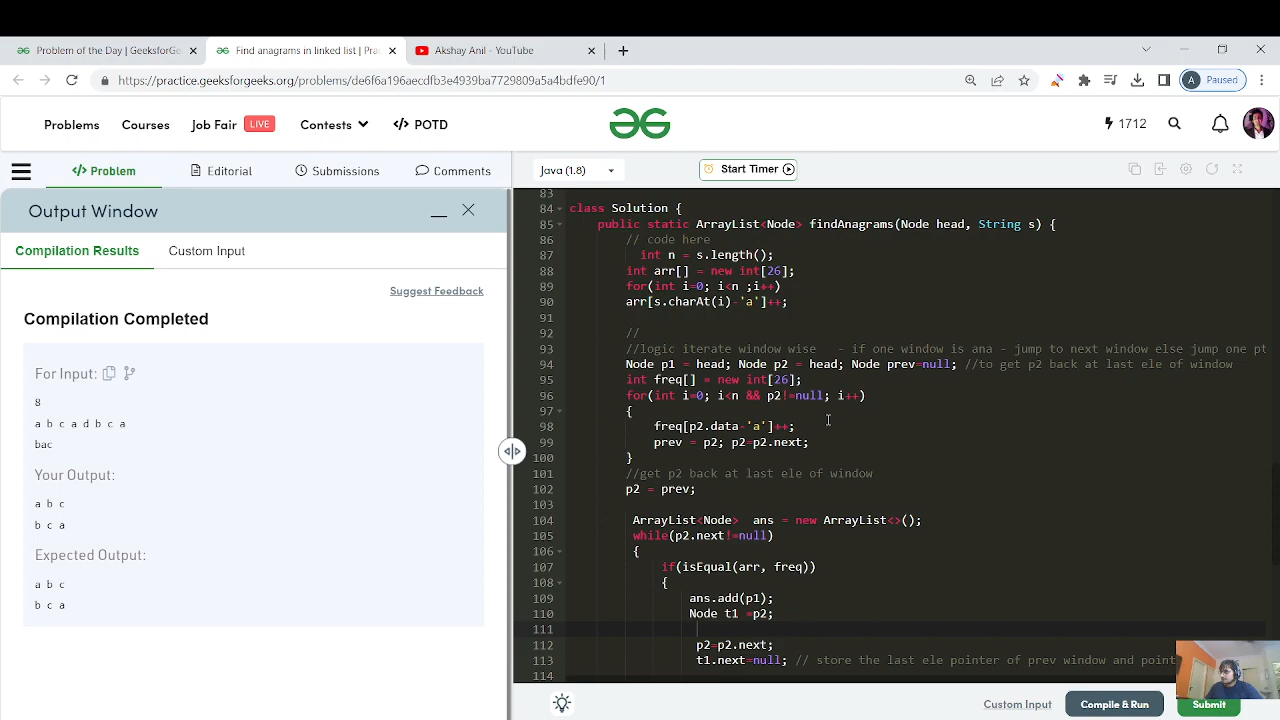 Problem of the Day | GeeksforGe
Find anagrams in linked list | Prac
Akshay Anil - YouTube
https://practice.geeksforgeeks.org/problems/de6f6a196aecdfb3e4939ba7729809a5a4bdfe90/1
A Paused
Problems
Courses
Job Fair LIVE
Contests
</> POTD
1712
</> Problem
Editorial
Submissions
Comments
Java (1.8)
Start Timer
Output Window
Compilation Results
Custom Input
Suggest Feedback
Compilation Completed
For Input:
8
a b c a d b c a
bac
Your Output:
a b c
b c a
Expected Output:
a b c
b c a
83
84 class Solution {
85 public static ArrayList<Node> findAnagrams(Node head, String s) {
86 // code here
87 int n = s.length();
88 int arr[] = new int[26];
89 for(int i=0; i<n ;i++)
90 arr[s.charAt(i)-'a']++;
91
92 //
93 //logic iterate window wise - if one window is ana - jump to next window else jump one pt
94 Node p1 = head; Node p2 = head; Node prev=null; //to get p2 back at last ele of window
95 int freq[] = new int[26];
96 for(int i=0; i<n && p2!=null; i++)
97 {
98 freq[p2.data-'a']++;
99 prev = p2; p2=p2.next;
100 }
101 //get p2 back at last ele of window
102 p2 = prev;
103
104 ArrayList<Node> ans = new ArrayList<>();
105 while(p2.next!=null)
106 {
107 if(isEqual(arr, freq))
108 {
109 ans.add(p1);
110 Node t1 =p2;
111
112 p2=p2.next;
113 t1.next=null; // store the last ele pointer of prev window and point
114
Custom Input
Compile & Run
Submit